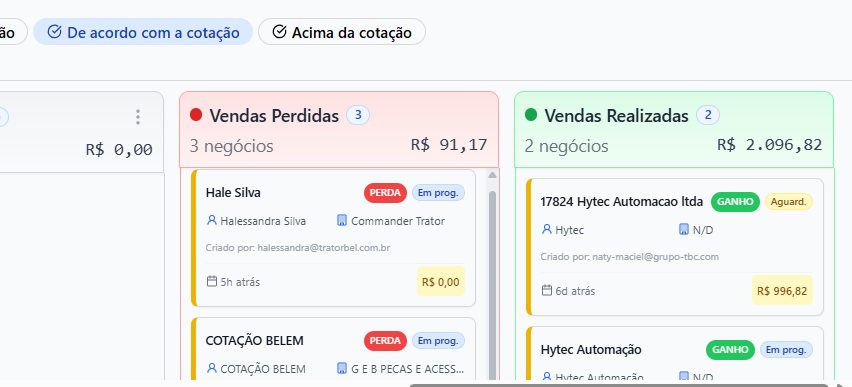 ão De acordo com a cotação Acima da cotação
R$ 0,00
Vendas Perdidas 3
3 negócios R$ 91,17
Hale Silva PERDA Em prog.
Halessandra Silva Commander Trator
Criado por: halessandra@tratorbel.com.br
5h atrás R$ 0,00
COTAÇÃO BELEM PERDA Em prog.
COTAÇÃO BELEM G E B PECAS E ACESS...
Vendas Realizadas 2
2 negócios R$ 2.096,82
17824 Hytec Automacao ltda GANHO Aguard.
Hytec N/D
Criado por: naty-maciel@grupo-tbc.com
6d atrás R$ 996,82
Hytec Automação GANHO Em prog.
Hytec Automação N/D